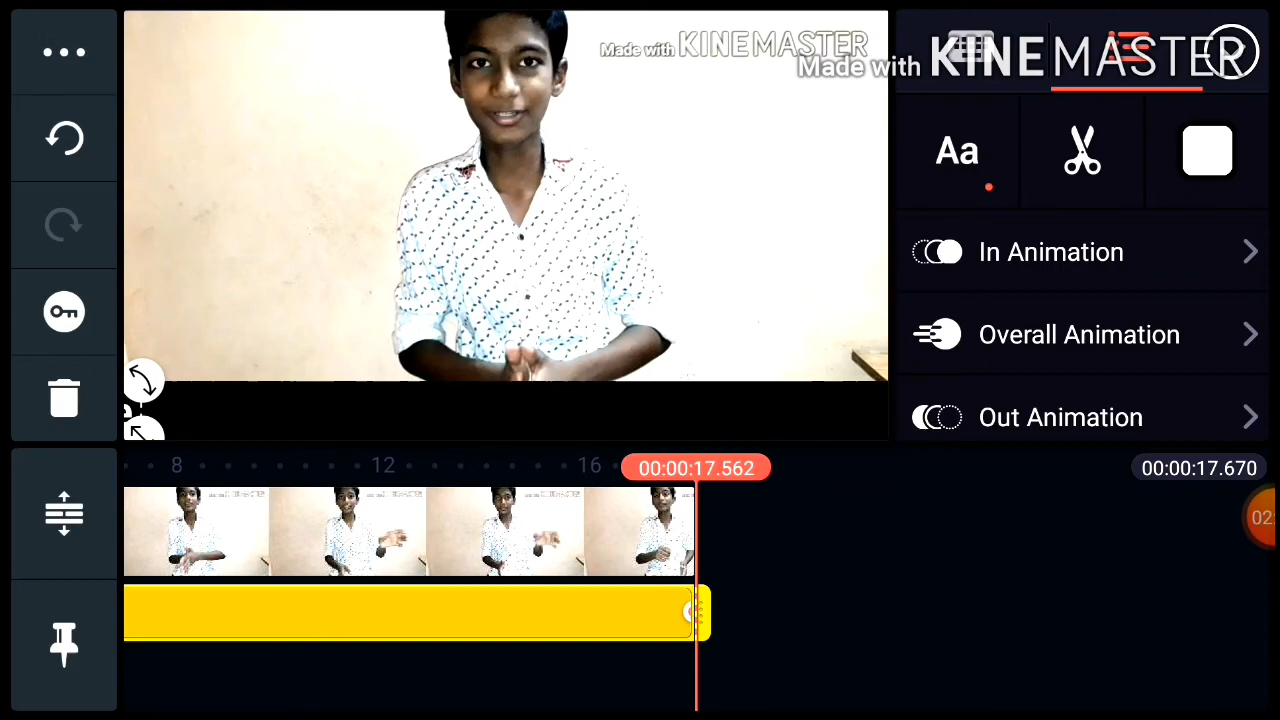 Made with KINEMASTER
Made with KINEMASTER
Aa
In Animation
Overall Animation
Out Animation
8 12 16
00:00:17.562
00:00:17.670